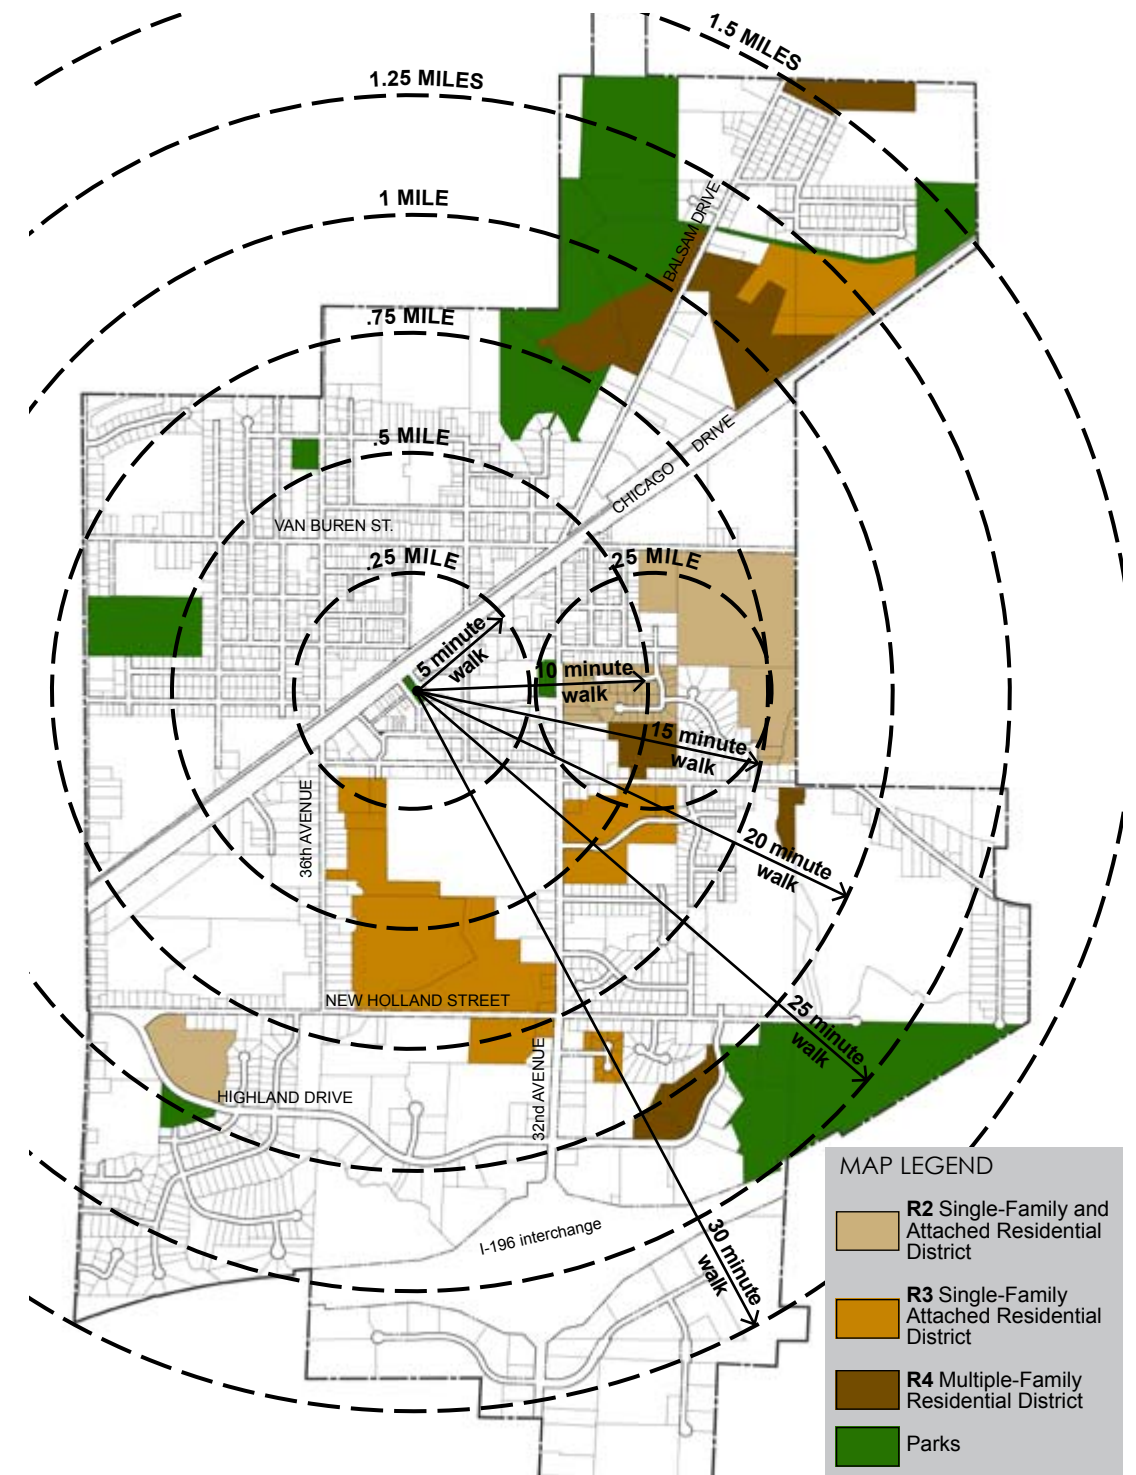 1.5 MILES
1.25 MILES
1 MILE
BALSAM DRIVE
.75 MILE
.5 MILE
CHICAGO DRIVE
VAN BUREN ST.
.25 MILE
.25 MILE
5 minute
walk
10 minute
walk
15 minute
walk
36th AVENUE
20 minute
walk
NEW HOLLAND STREET
25 minute
walk
32nd AVENUE
HIGHLAND DRIVE
I-196 interchange
30 minute
walk
MAP LEGEND
R2 Single-Family and
Attached Residential
District
R3 Single-Family
Attached Residential
District
R4 Multiple-Family
Residential District
Parks